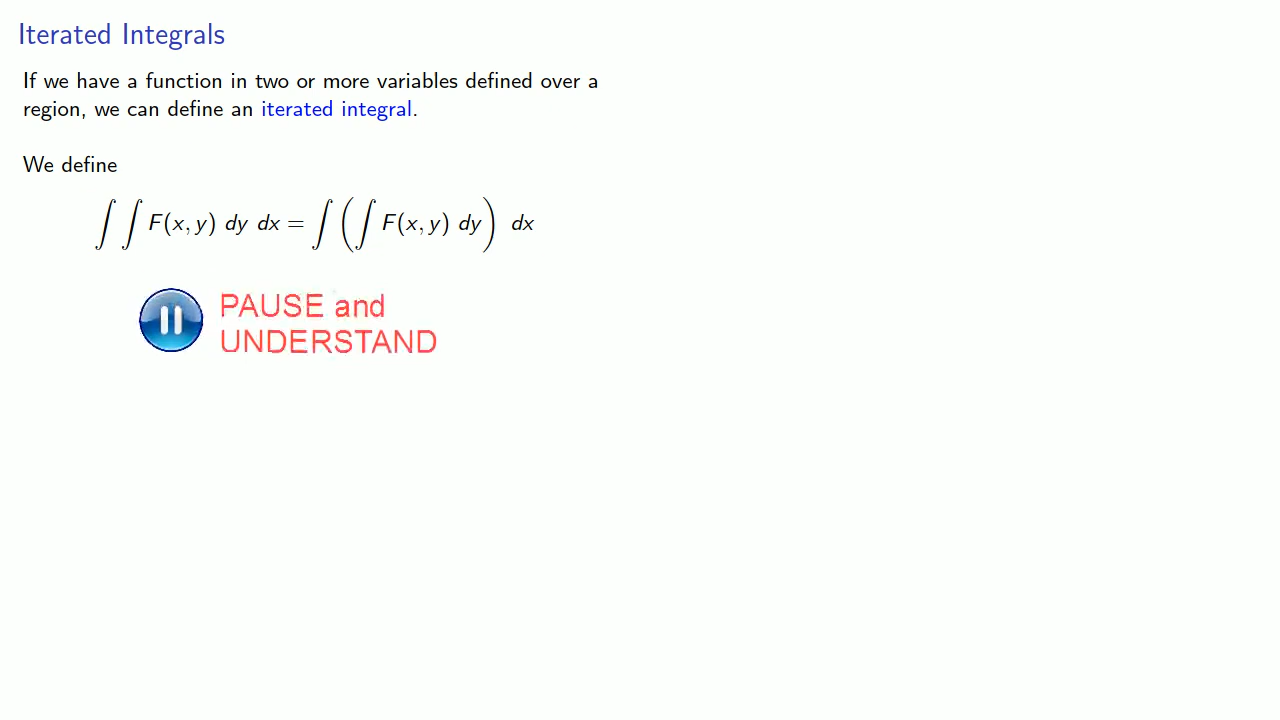 Iterated Integrals
If we have a function in two or more variables defined over a
region, we can define an iterated integral.
We define
∫ ∫ F(x, y) dy dx = ∫ (∫ F(x, y) dy) dx
PAUSE and
UNDERSTAND